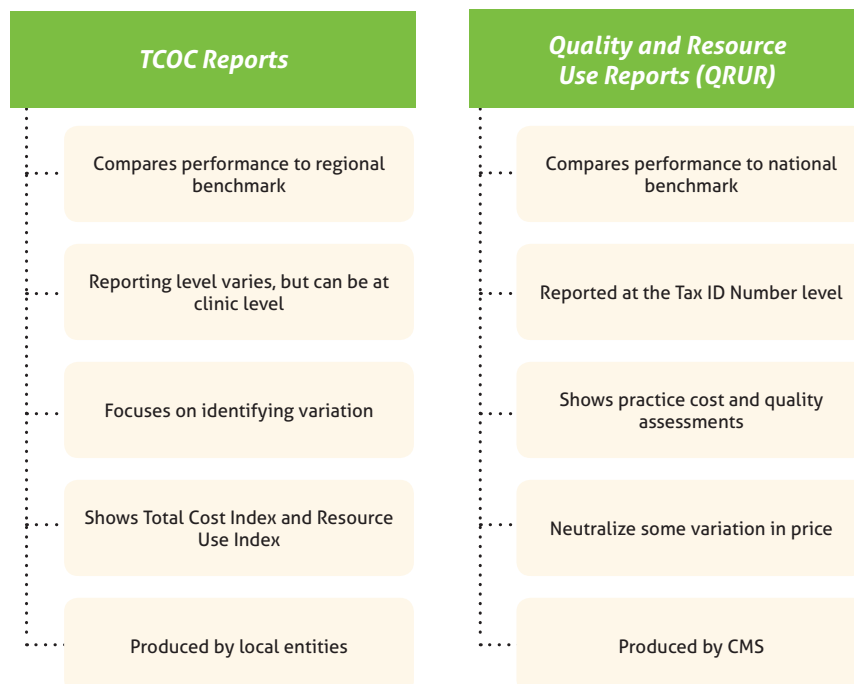 TCOC Reports
Compares performance to regional
benchmark
Reporting level varies, but can be at
clinic level
Focuses on identifying variation
Shows Total Cost Index and Resource
Use Index
Produced by local entities
Quality and Resource
Use Reports (QRUR)
Compares performance to national
benchmark
Reported at the Tax ID Number level
Shows practice cost and quality
assessments
Neutralize some variation in price
Produced by CMS